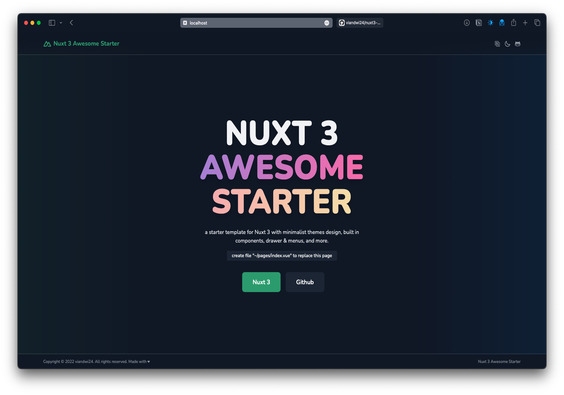 localhost
viandwi24/nuxt3-...
Nuxt 3 Awesome Starter
NUXT 3
AWESOME
STARTER
a starter template for Nuxt 3 with minimalist themes design, built in
components, drawer & menus, and more.
create file "~/pages/index.vue" to replace this page
Nuxt 3
Github
Copyright © 2022 viandwi24. All rights reserved. Made with ♥
Nuxt 3 Awesome Starter